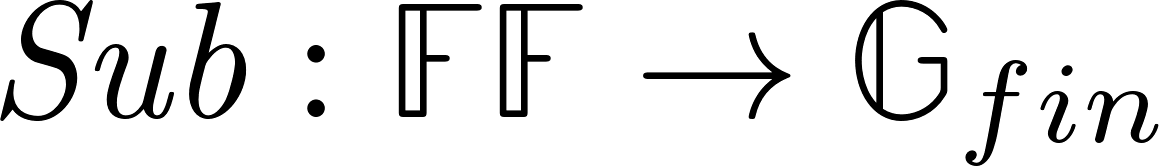 Sub : 𝔽𝔽 → 𝔾_{fin}